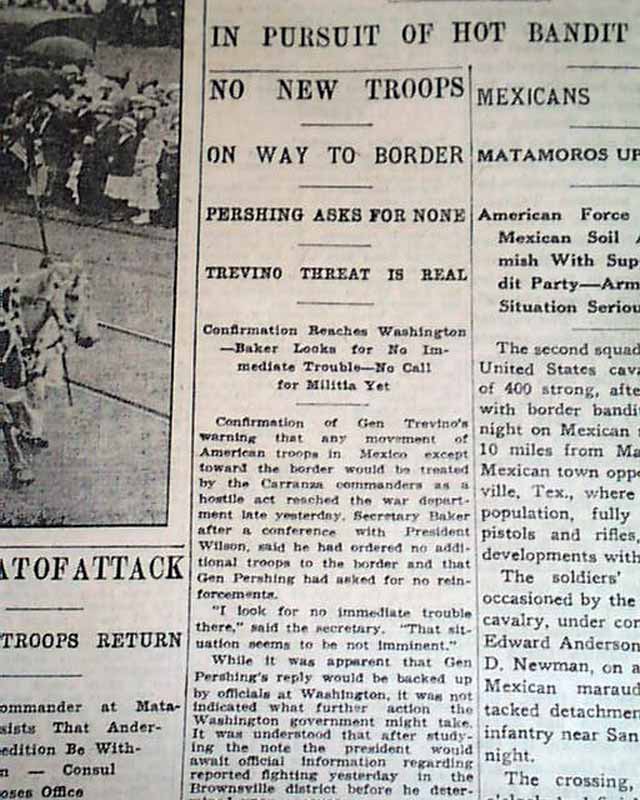 IN PURSUIT OF HOT BANDIT
NO NEW TROOPS
ON WAY TO BORDER
PERSHING ASKS FOR NONE
TREVINO THREAT IS REAL
Confirmation Reaches Washington
—Baker Looks for No Im-
mediate Trouble—No Call
for Militia Yet
Confirmation of Gen Trevino's
warning that any movement of
American troops in Mexico except
toward the border would be treated
by the Carranza commanders as a
hostile act reached the war depart-
ment late yesterday. Secretary Baker
after a conference with President
Wilson, said he had ordered no addi-
tional troops to the border and that
Gen Pershing had asked for no rein-
forcements.
"I look for no immediate trouble
there," said the secretary. "That sit-
uation seems to be not imminent."
While it was apparent that Gen
Pershing's reply would be backed up
by officials at Washington, it was not
indicated what further action the
Washington government might take.
It was understood that after study-
ing the note the president would
await official information regarding
reported fighting yesterday in the
Brownsville district before he deter-
MEXICANS
MATAMOROS UP
American Force
Mexican Soil A
mish With Sup
dit Party—Arm
Situation Seriou
The second squad
United States cava
of 400 strong, afte
with border bandi
night on Mexican s
10 miles from Ma
Mexican town oppo
ville, Tex., where
population, fully
pistols and rifles,
developments with
The soldiers'
occasioned by the
cavalry, under com
Edward Anderson
D. Newman, on a
Mexican maraud
tacked detachmen
infantry near San
night.
The crossing,
AT OF ATTACK
TROOPS RETURN
ommander at Mata-
sists That Ander-
edition Be With-
n — Consul
oses Office